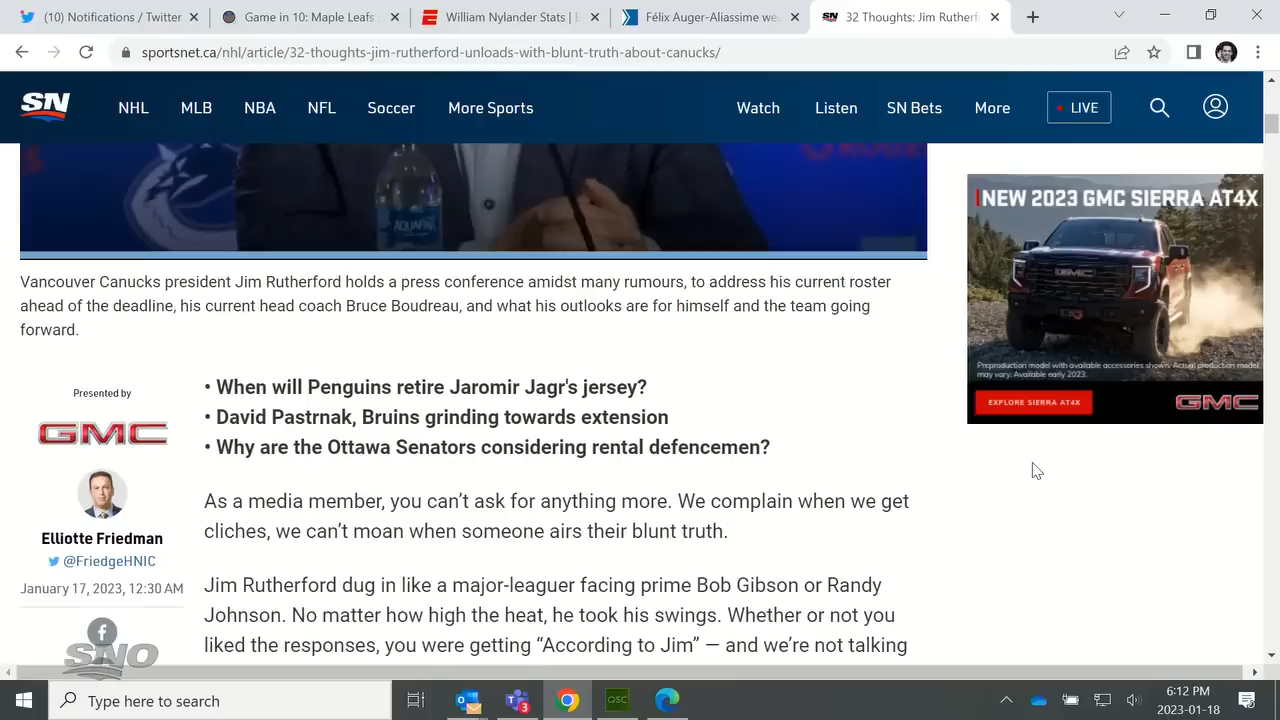 (10) Notifications / Twitter
Game in 10: Maple Leafs
William Nylander Stats | E
Félix Auger-Aliassime we
32 Thoughts: Jim Rutherf
sportsnet.ca/nhl/article/32-thoughts-jim-rutherford-unloads-with-blunt-truth-about-canucks/
SN NHL MLB NBA NFL Soccer More Sports Watch Listen SN Bets More LIVE
AQUAFINA
NEW 2023 GMC SIERRA AT4X
GMC
Preproduction model with available accessories shown. Actual production model
may vary. Available early 2023.
EXPLORE SIERRA AT4X GMC
Vancouver Canucks president Jim Rutherford holds a press conference amidst many rumours, to address his current roster
ahead of the deadline, his current head coach Bruce Boudreau, and what his outlooks are for himself and the team going
forward.
Presented by
GMC
Elliotte Friedman
@FriedgeHNIC
January 17, 2023, 12:30 AM
SNO
• When will Penguins retire Jaromir Jagr's jersey?
• David Pastrnak, Bruins grinding towards extension
• Why are the Ottawa Senators considering rental defencemen?
As a media member, you can’t ask for anything more. We complain when we get
cliches, we can’t moan when someone airs their blunt truth.
Jim Rutherford dug in like a major-leaguer facing prime Bob Gibson or Randy
Johnson. No matter how high the heat, he took his swings. Whether or not you
liked the responses, you were getting “According to Jim” — and we’re not talking
Type here to search
3
QSC
6:12 PM
2023-01-18